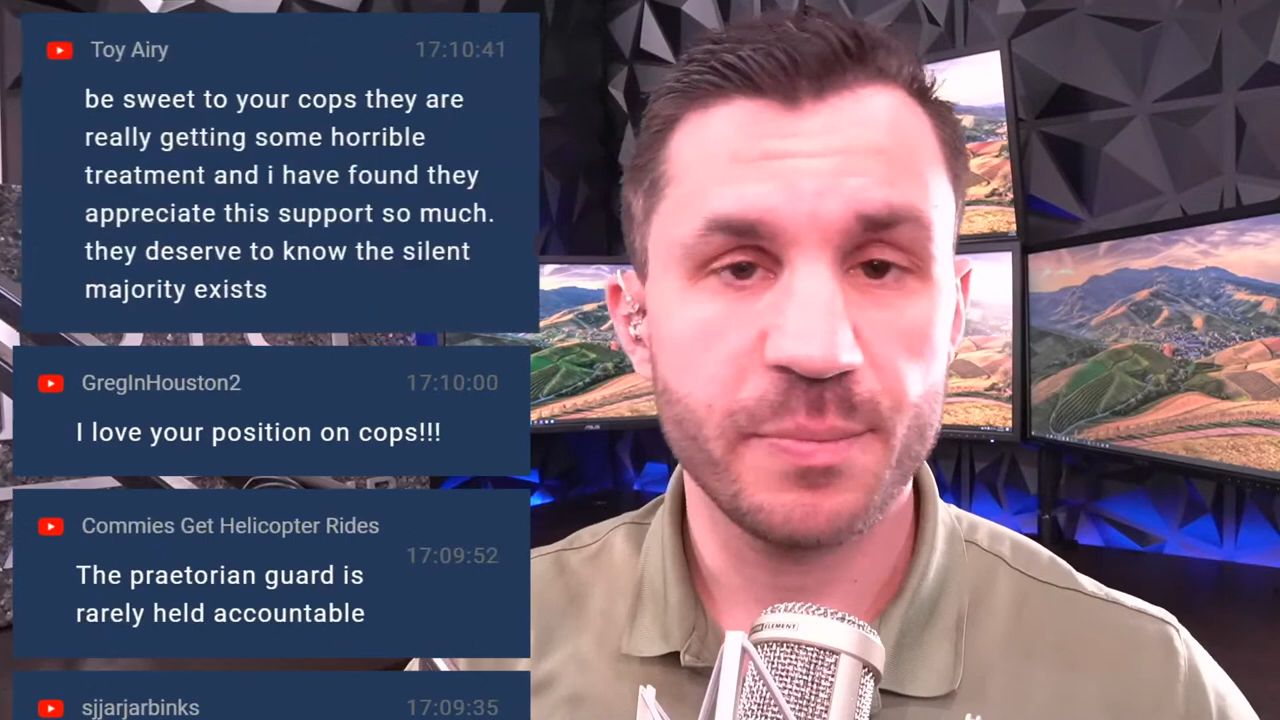 Toy Airy 17:10:41
be sweet to your cops they are
really getting some horrible
treatment and i have found they
appreciate this support so much.
they deserve to know the silent
majority exists
GregInHouston2 17:10:00
I love your position on cops!!!
Commies Get Helicopter Rides
17:09:52
The praetorian guard is
rarely held accountable
sjjarjarbinks 17:09:35
ELEMENT